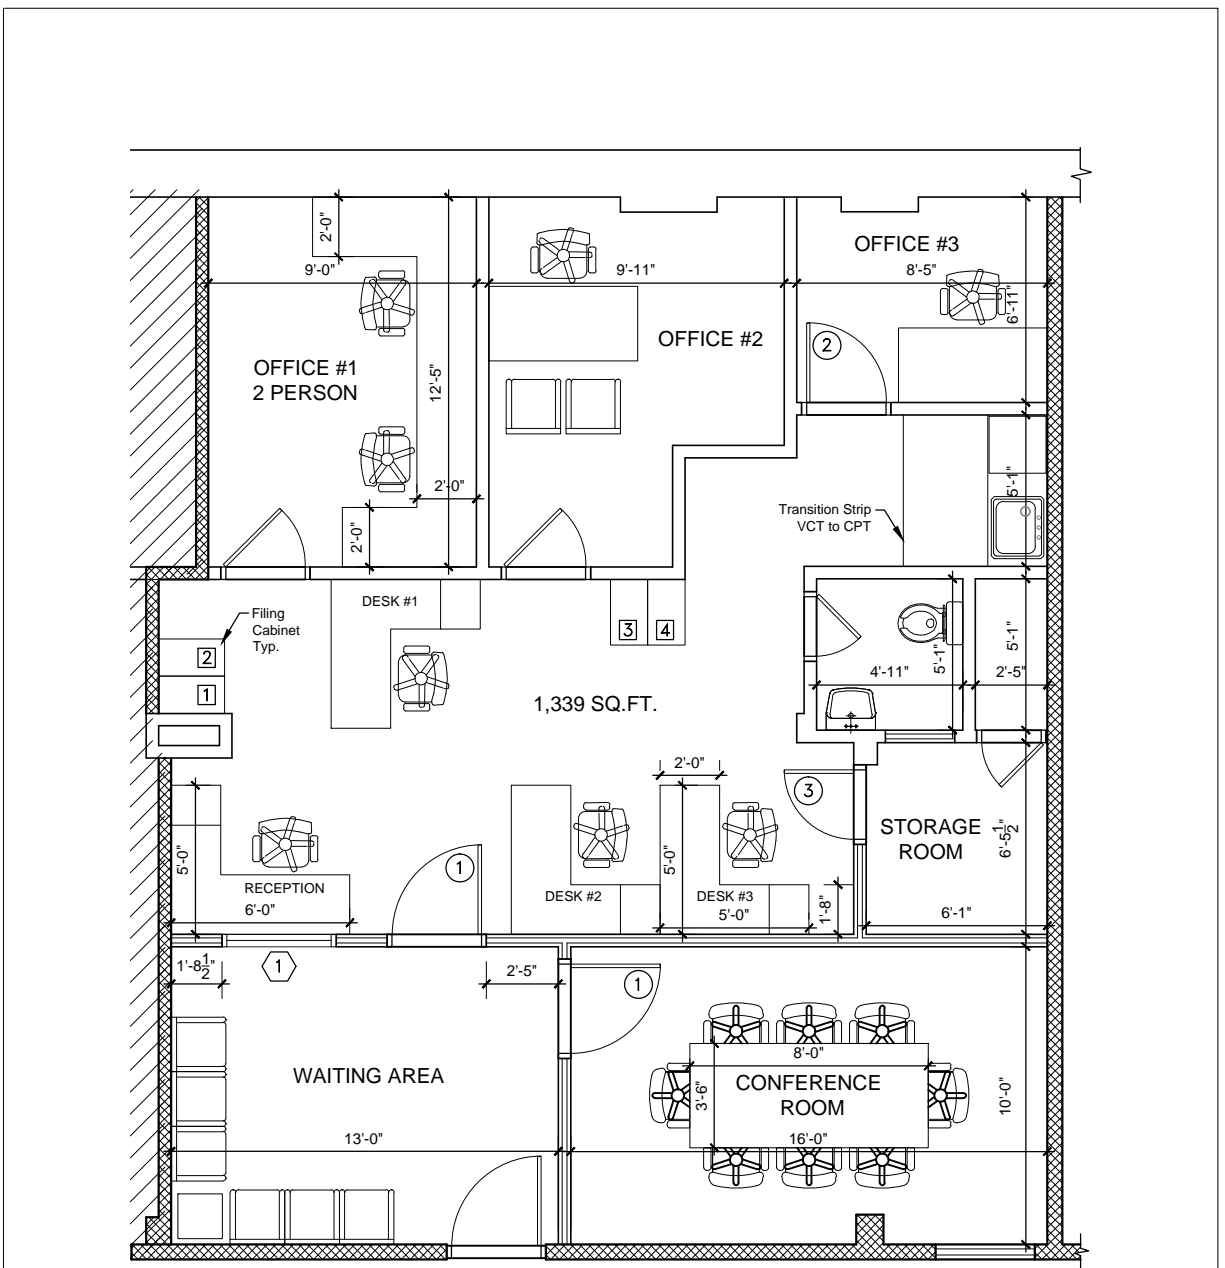 2'-0"
OFFICE #3
9'-0"
9'-11"
8'-5"
6'-11"
OFFICE #2
2
OFFICE #1
2 PERSON
12'-5"
2'-0"
5'-1"
Transition Strip
VCT to CPT
2'-0"
DESK #1
Filing
Cabinet
Typ.
3
4
2
5'-1"
5'-1"
4'-11"
2'-5"
1
1,339 SQ.FT.
2'-0"
3
STORAGE
ROOM
6'-5 1/2"
5'-0"
5'-0"
1
RECEPTION
DESK #2
DESK #3
6'-0"
5'-0"
1'-8"
6'-1"
1'-8 1/2"
1
2'-5"
1
8'-0"
WAITING AREA
CONFERENCE
ROOM
3'-6"
10'-0"
13'-0"
16'-0"